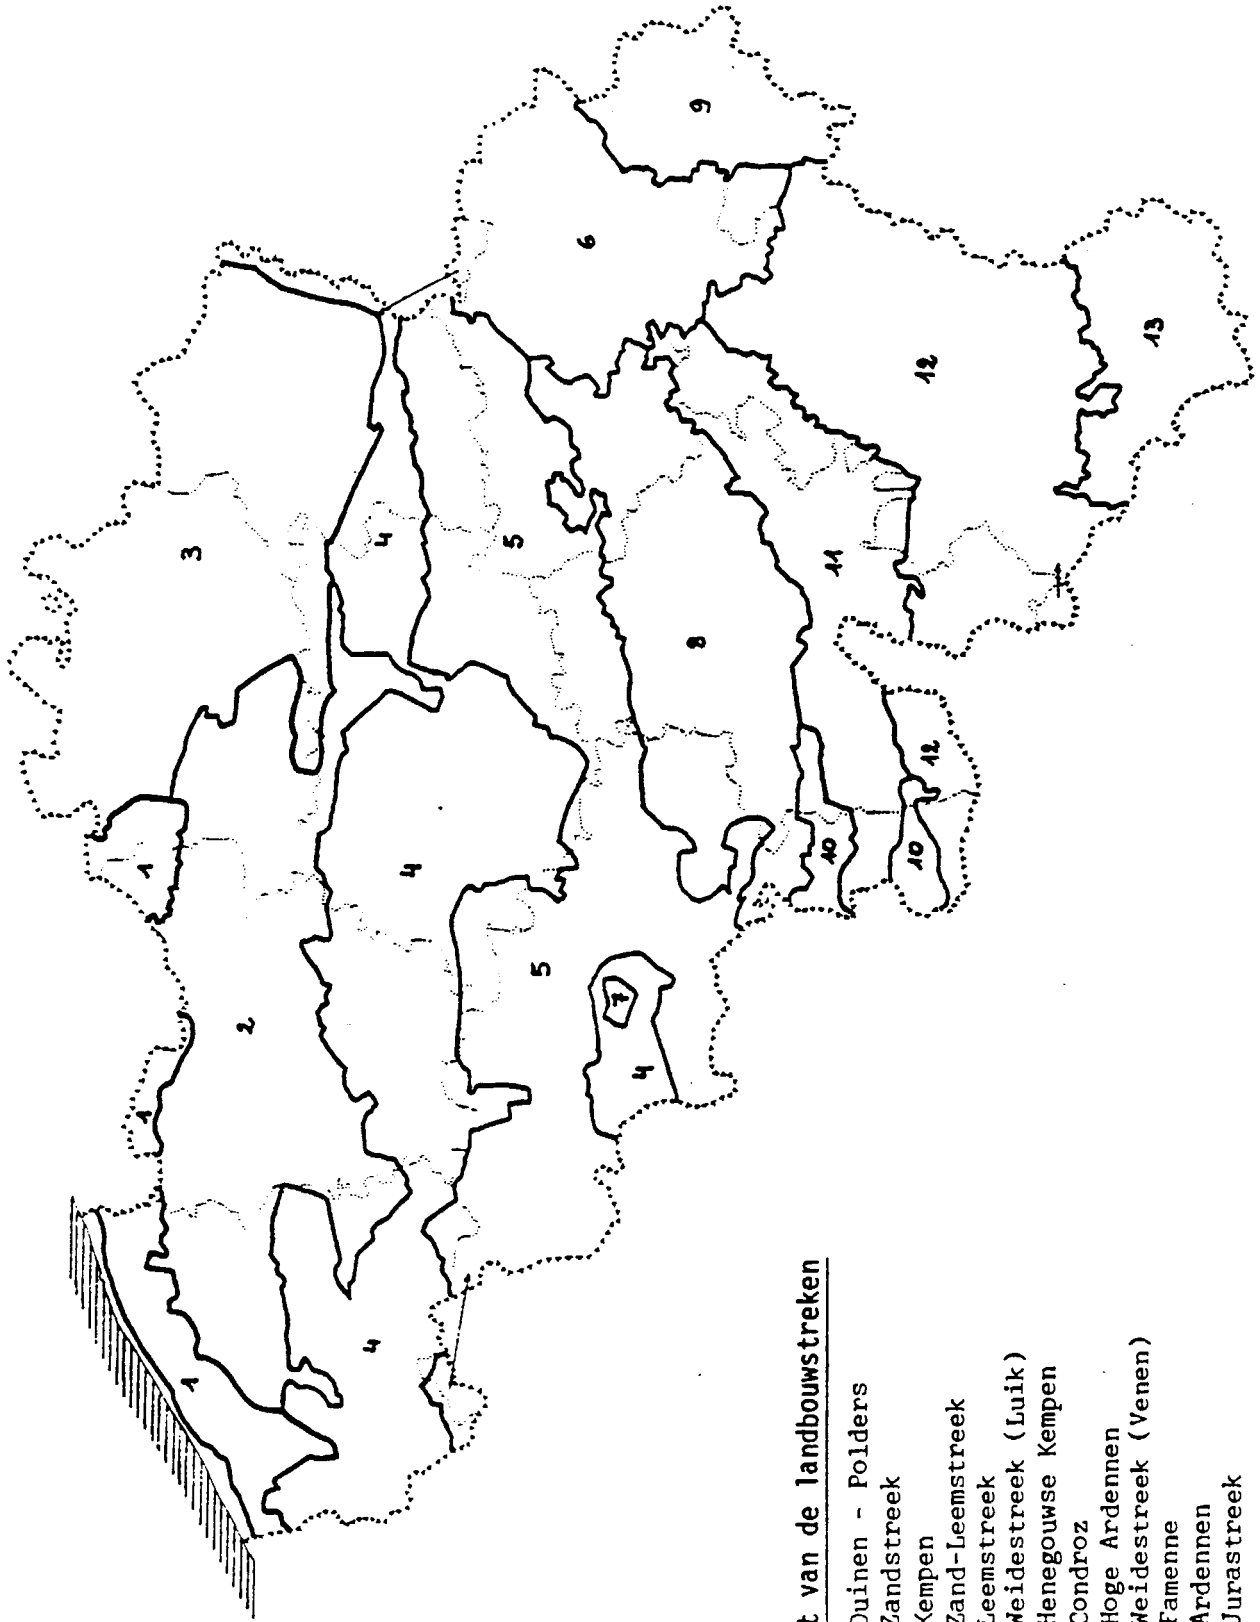 1
1
1
3
2
4
4
4
5
5
6
7
4
8
9
10
11
10
12
12
13
t van de landbouwstreken
Duinen - Polders
Zandstreek
Kempen
Zand-Leemstreek
Leemstreek
Weidestreek (Luik)
Henegouwse Kempen
Condroz
Hoge Ardennen
Weidestreek (Venen)
Famenne
Ardennen
Jurastreek